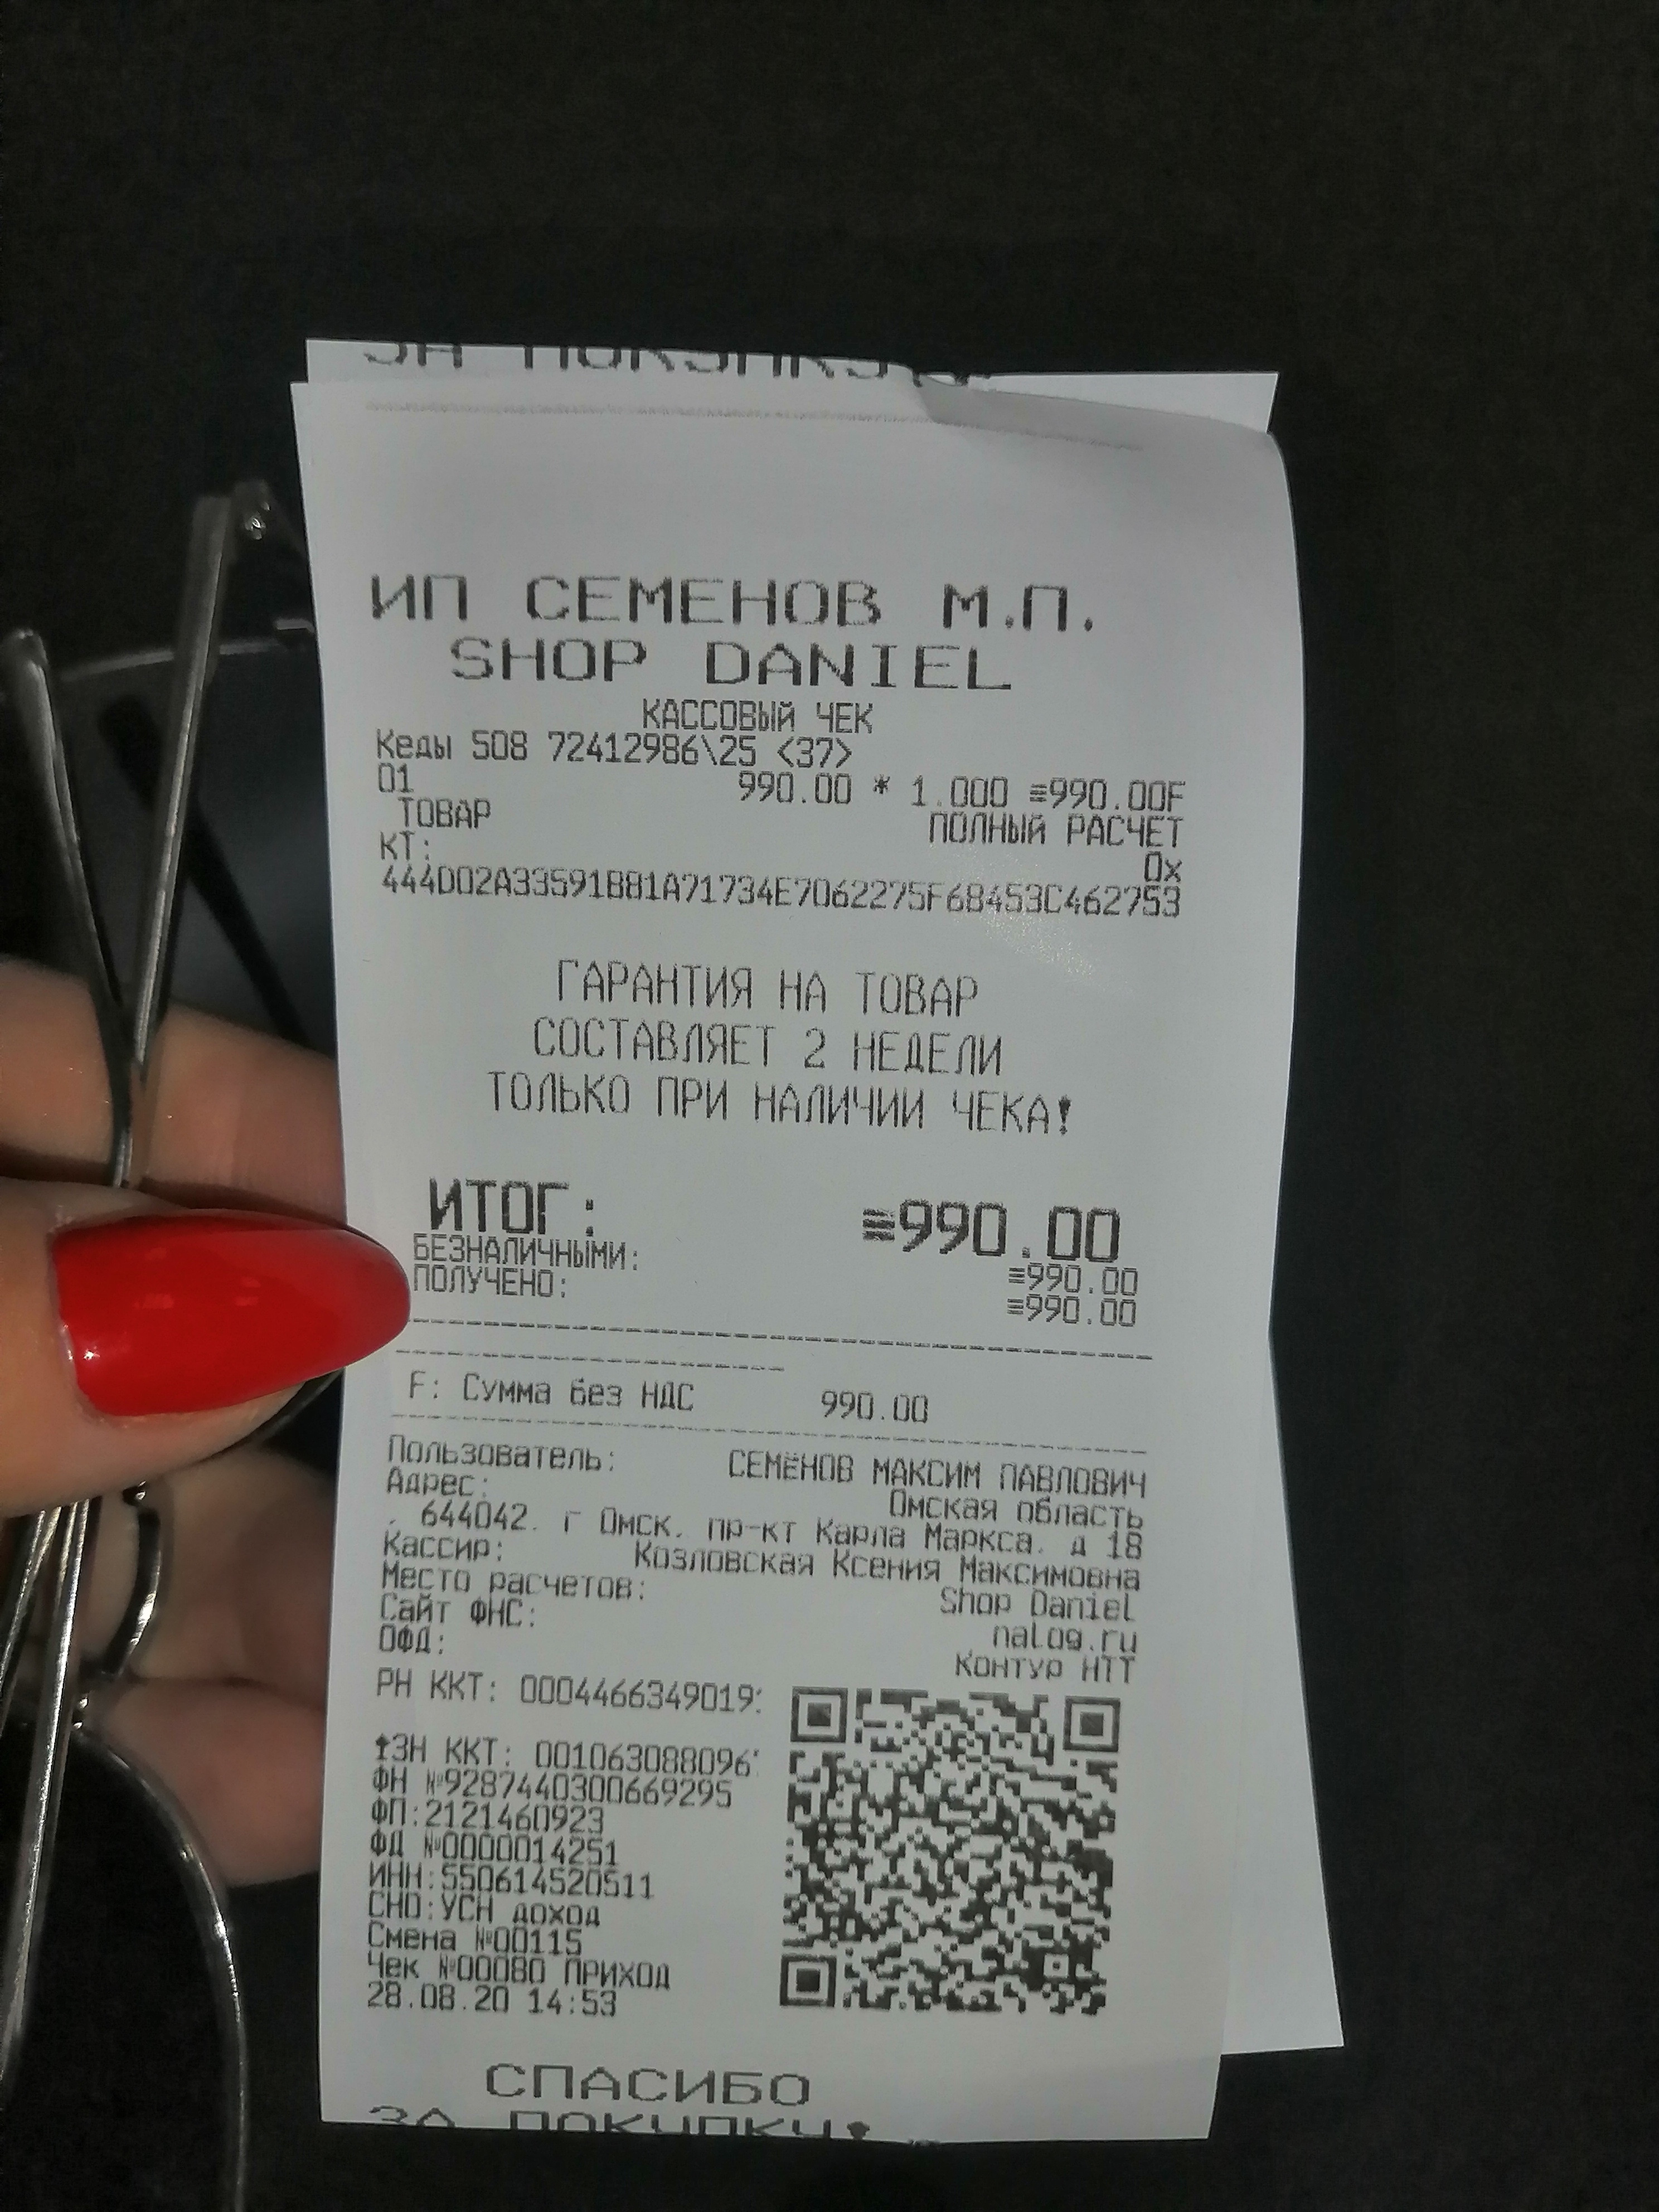 ЗА ПОКУПКУ!
ИП СЕМЕНОВ М.П.
SHOP DANIEL
КАССОВЫЙ ЧЕК
Кеды 508 72412986\25 <37>
01 990.00 * 1.000 ≡990.00F
ТОВАР ПОЛНЫЙ РАСЧЕТ
КТ: 0x
444D02A33591B81A71734E7062275F68453C462753
ГАРАНТИЯ НА ТОВАР
СОСТАВЛЯЕТ 2 НЕДЕЛИ
ТОЛЬКО ПРИ НАЛИЧИИ ЧЕКА!
ИТОГ: ≡990.00
БЕЗНАЛИЧНЫМИ: ≡990.00
ПОЛУЧЕНО: ≡990.00
F: Сумма без НДС 990.00
Пользователь: СЕМЁНОВ МАКСИМ ПАВЛОВИЧ
Адрес: Омская область
, 644042, г Омск, пр-кт Карла Маркса, д 18
Кассир: Козловская Ксения Максимовна
Место расчетов: Shop Daniel
Сайт ФНС: nalog.ru
ОФД: Контур НТТ
РН ККТ: 0004466349019
ЗН ККТ: 001063088096
ФН №9287440300669295
ФП:2121460923
ФД №0000014251
ИНН:550614520511
СНО:УСН доход
Смена №00115
Чек №00080 ПРИХОД
28.08.20 14:53
СПАСИБО
ЗА ПОКУПКУ!